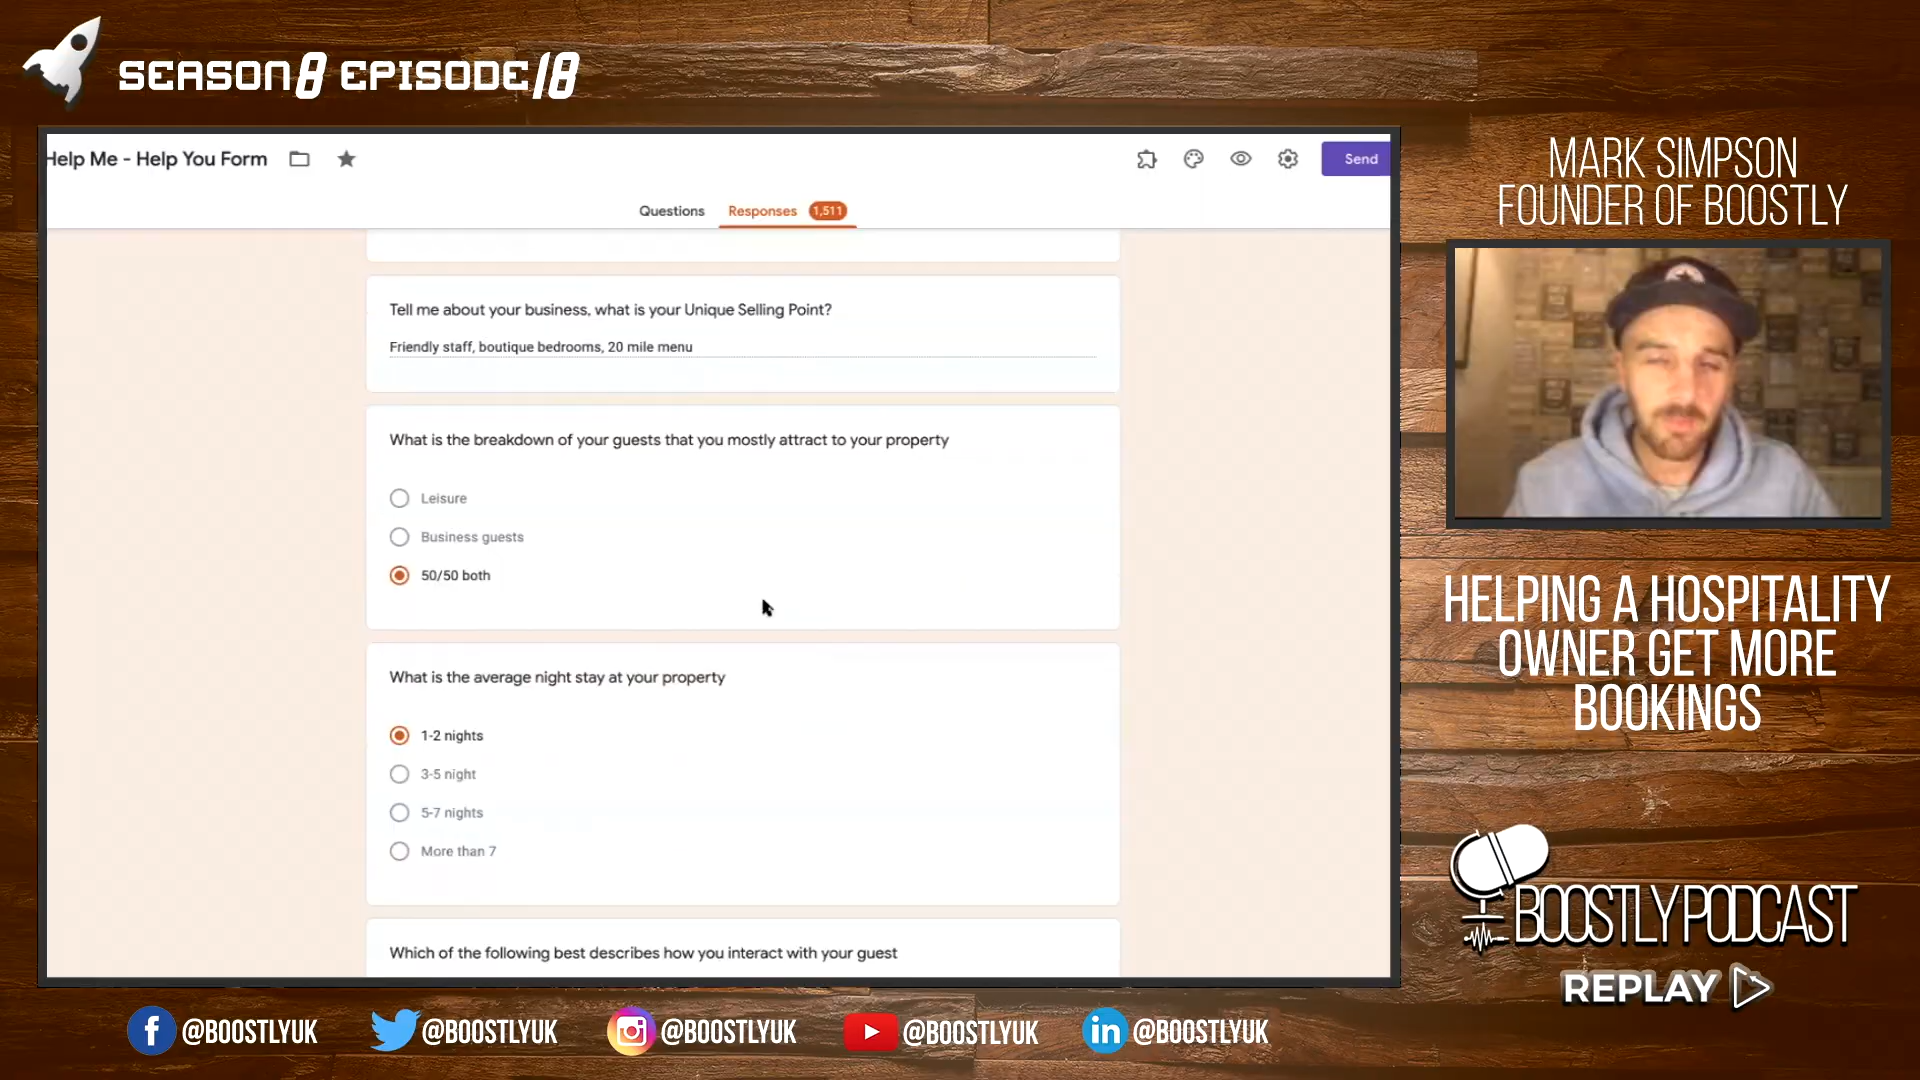 SEASON 8 EPISODE 18
Help Me - Help You Form
Send
Questions
Responses
1,511
Tell me about your business, what is your Unique Selling Point?
Friendly staff, boutique bedrooms, 20 mile menu
What is the breakdown of your guests that you mostly attract to your property
Leisure
Business guests
50/50 both
What is the average night stay at your property
1-2 nights
3-5 night
5-7 nights
More than 7
Which of the following best describes how you interact with your guest
MARK SIMPSON
FOUNDER OF BOOSTLY
HELPING A HOSPITALITY
OWNER GET MORE
BOOKINGS
BOOSTLYPODCAST
REPLAY
@BOOSTLYUK
@BOOSTLYUK
@BOOSTLYUK
@BOOSTLYUK
@BOOSTLYUK